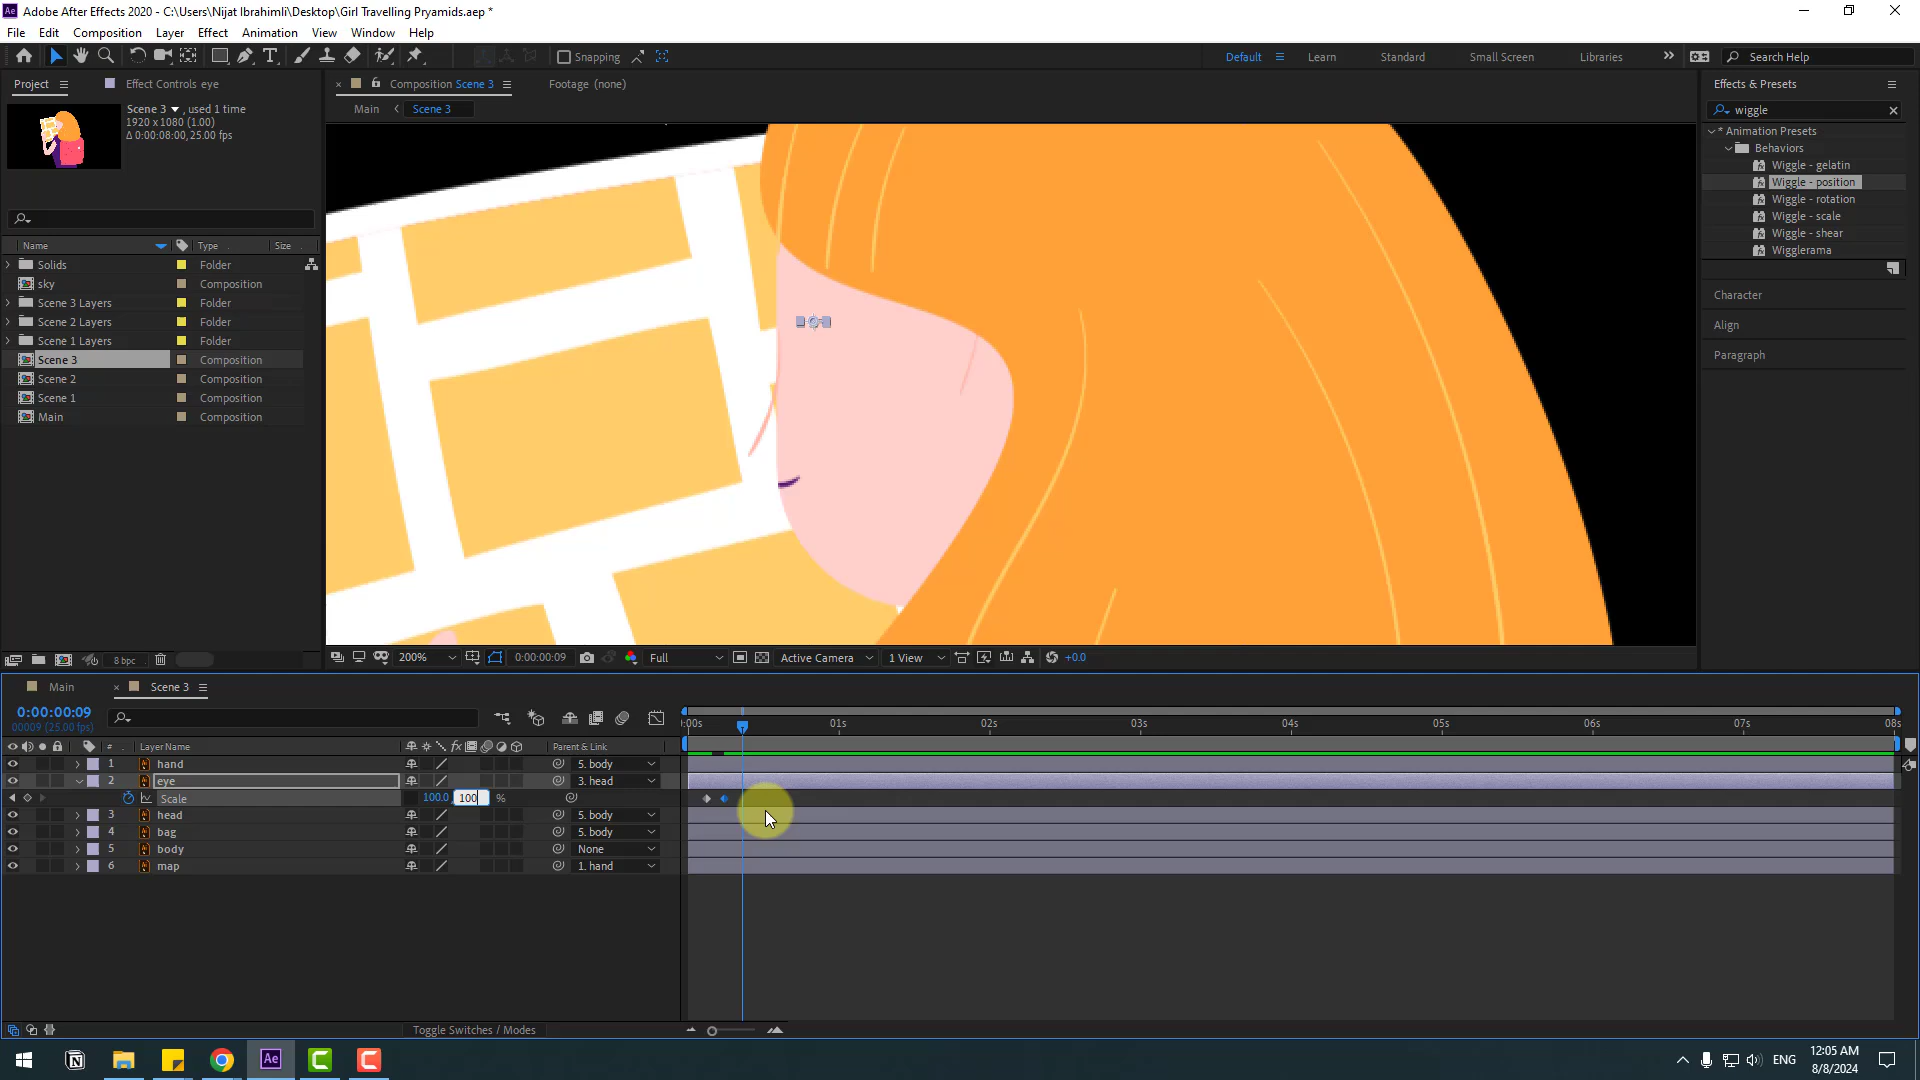 Adobe After Effects 2020 - C:\Users\Nijat Ibrahimli\Desktop\Girl Travelling Pryamids.aep *
File Edit Composition Layer Effect Animation View Window Help
Snapping
Default Learn Standard Small Screen Libraries Search Help
Project Effect Controls eye
Composition Scene 3 Footage (none)
Effects & Presets
Scene 3 , used 1 time
1920 x 1080 (1.00)
Δ 0:00:08:00, 25.00 fps
Main Scene 3
wiggle
* Animation Presets
Behaviors
Wiggle - gelatin
Wiggle - position
Wiggle - rotation
Wiggle - scale
Wiggle - shear
Wigglerama
Character
Align
Paragraph
Name Type Size
Solids Folder
sky Composition
Scene 3 Layers Folder
Scene 2 Layers Folder
Scene 1 Layers Folder
Scene 3 Composition
Scene 2 Composition
Scene 1 Composition
Main Composition
8 bpc
200% 0:00:00:09 Full Active Camera 1 View +0.0
Main Scene 3
0:00:00:09
00009 (25.00 fps)
:00s 01s 02s 03s 04s 05s 06s 07s 08s
# Layer Name Parent & Link
1 hand 5. body
2 eye 3. head
Scale 100.0, 100 %
3 head 5. body
4 bag 5. body
5 body None
6 map 1. hand
Toggle Switches / Modes
ENG
12:05 AM
8/8/2024